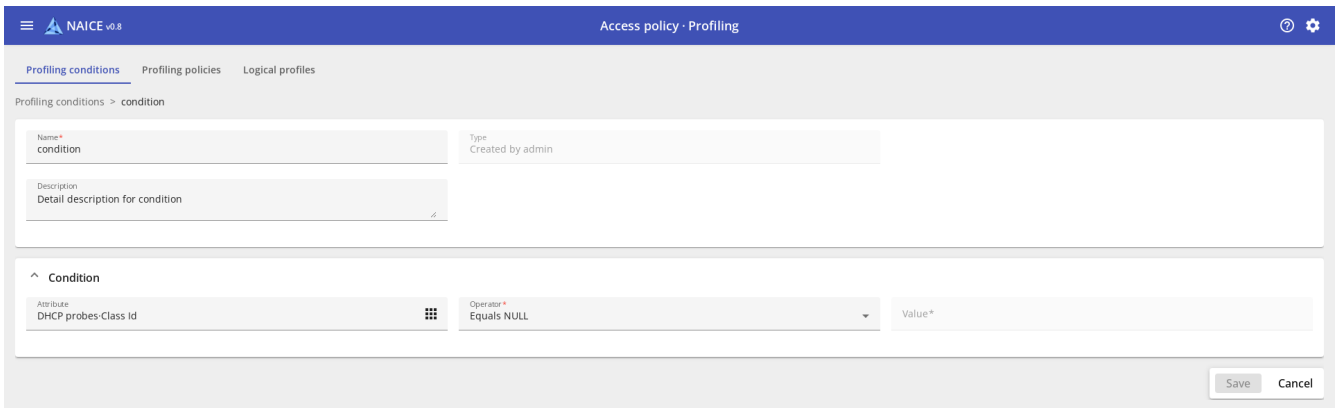 NAICE v0.8 Access policy · Profiling
Profiling conditions Profiling policies Logical profiles
Profiling conditions > condition
Name* Type
condition Created by admin
Description
Detail description for condition
Condition
Attribute Operator*
DHCP probes·Class Id Equals NULL Value*
Save Cancel